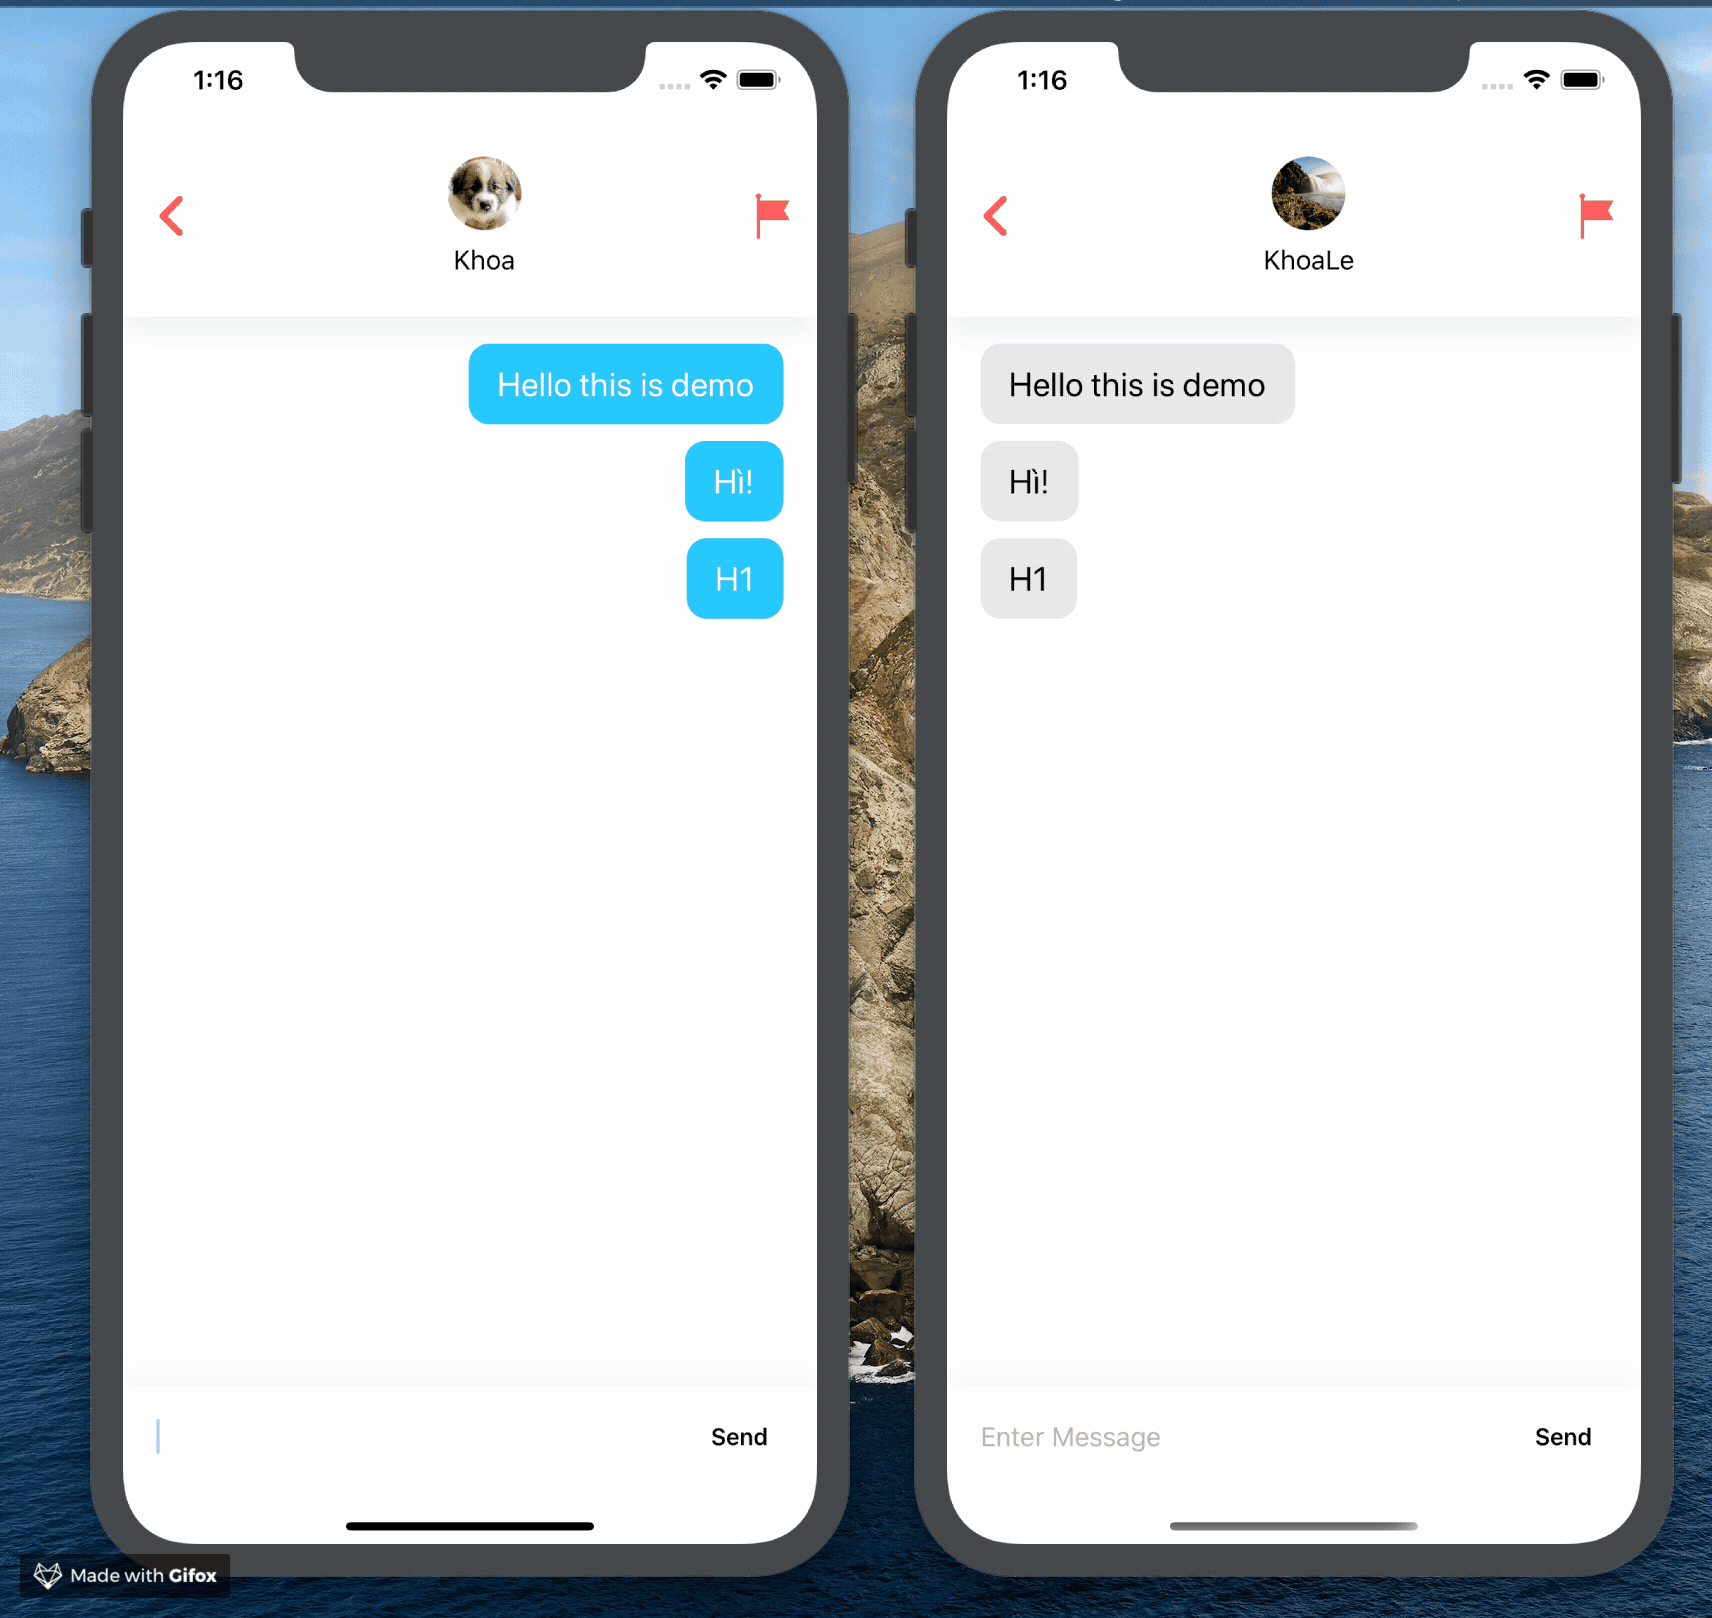 1:16
Khoa
Hello this is demo
Hì!
H1
Send
1:16
KhoaLe
Hello this is demo
Hì!
H1
Enter Message
Send
Made with Gifox